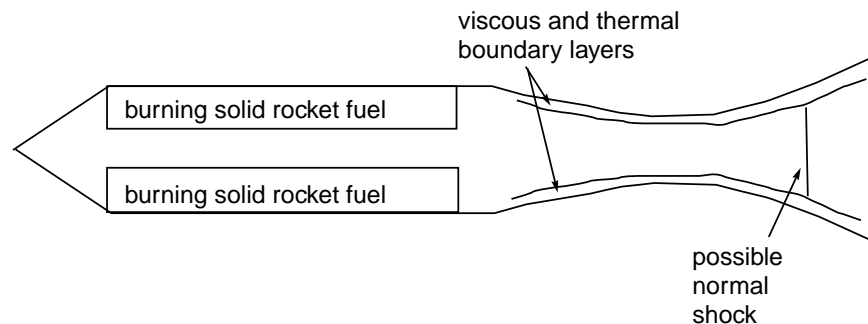 viscous and thermal
boundary layers
burning solid rocket fuel
burning solid rocket fuel
possible
normal
shock